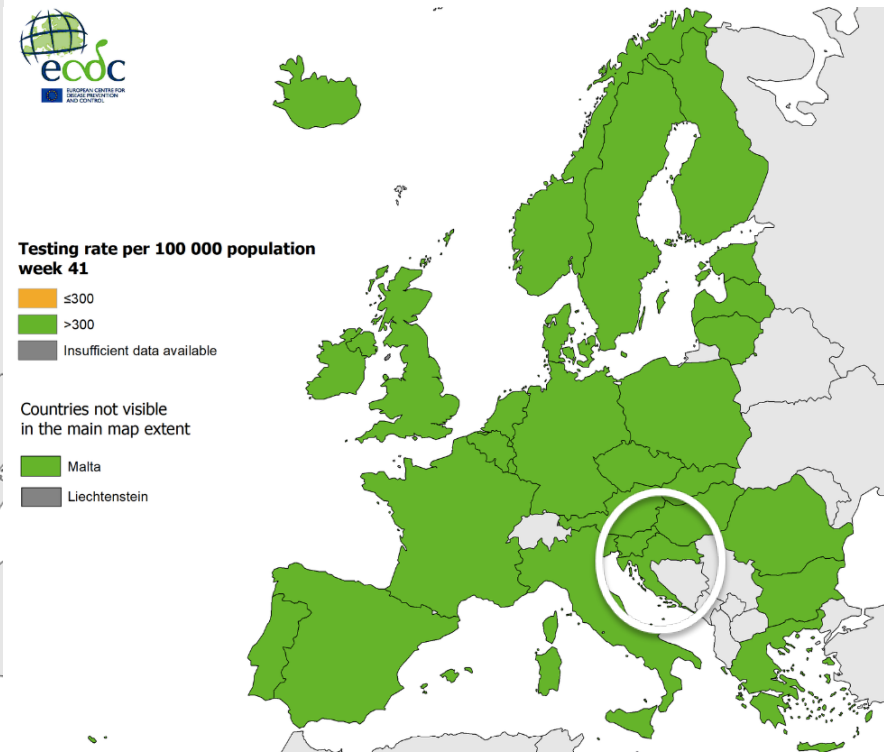 ecdc
EUROPEAN CENTRE FOR
DISEASE PREVENTION
AND CONTROL
Testing rate per 100 000 population
week 41
≤300
>300
Insufficient data available
Countries not visible
in the main map extent
Malta
Liechtenstein